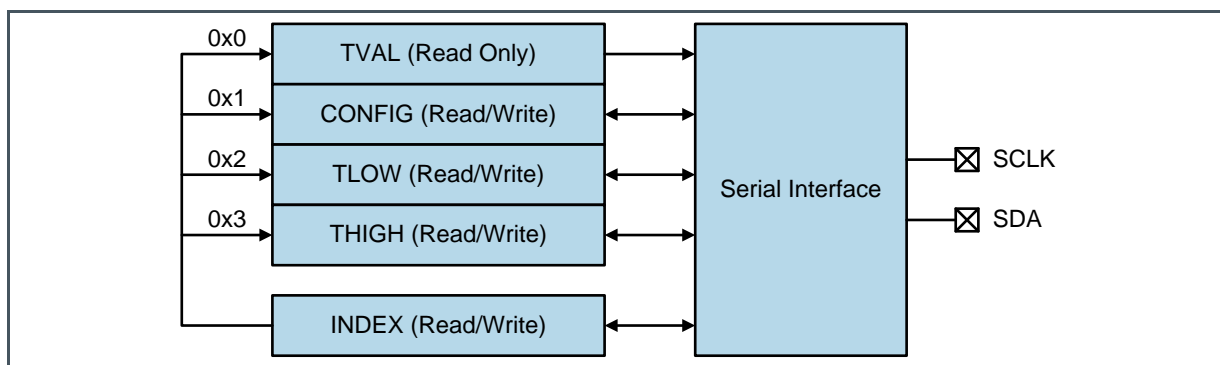 0x0
TVAL (Read Only)
0x1
CONFIG (Read/Write)
0x2
TLOW (Read/Write)
0x3
THIGH (Read/Write)
INDEX (Read/Write)
Serial Interface
SCLK
SDA